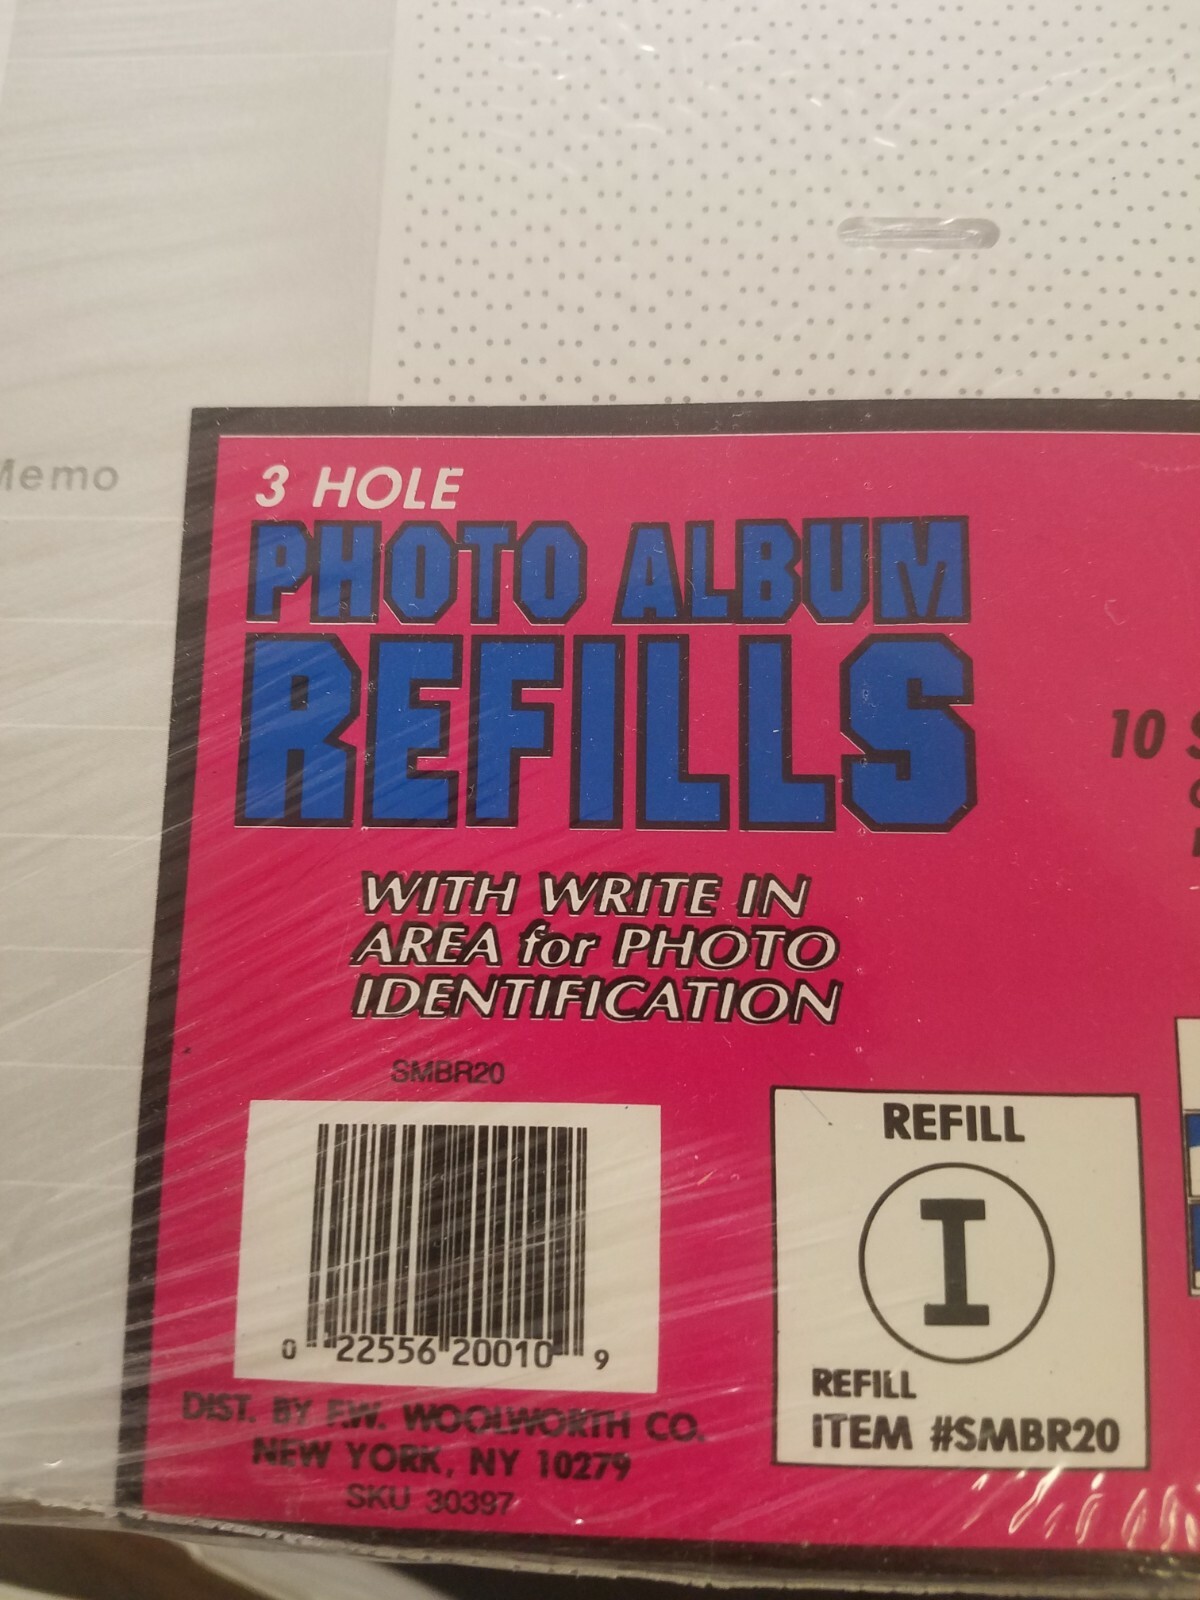 Memo
3 HOLE
PHOTO ALBUM
REFILLS
10
WITH WRITE IN
AREA for PHOTO
IDENTIFICATION
SMBR20
0 22556 20010 9
DIST. BY F.W. WOOLWORTH CO.
NEW YORK, NY 10279
SKU 30397
REFILL
I
REFILL
ITEM #SMBR20